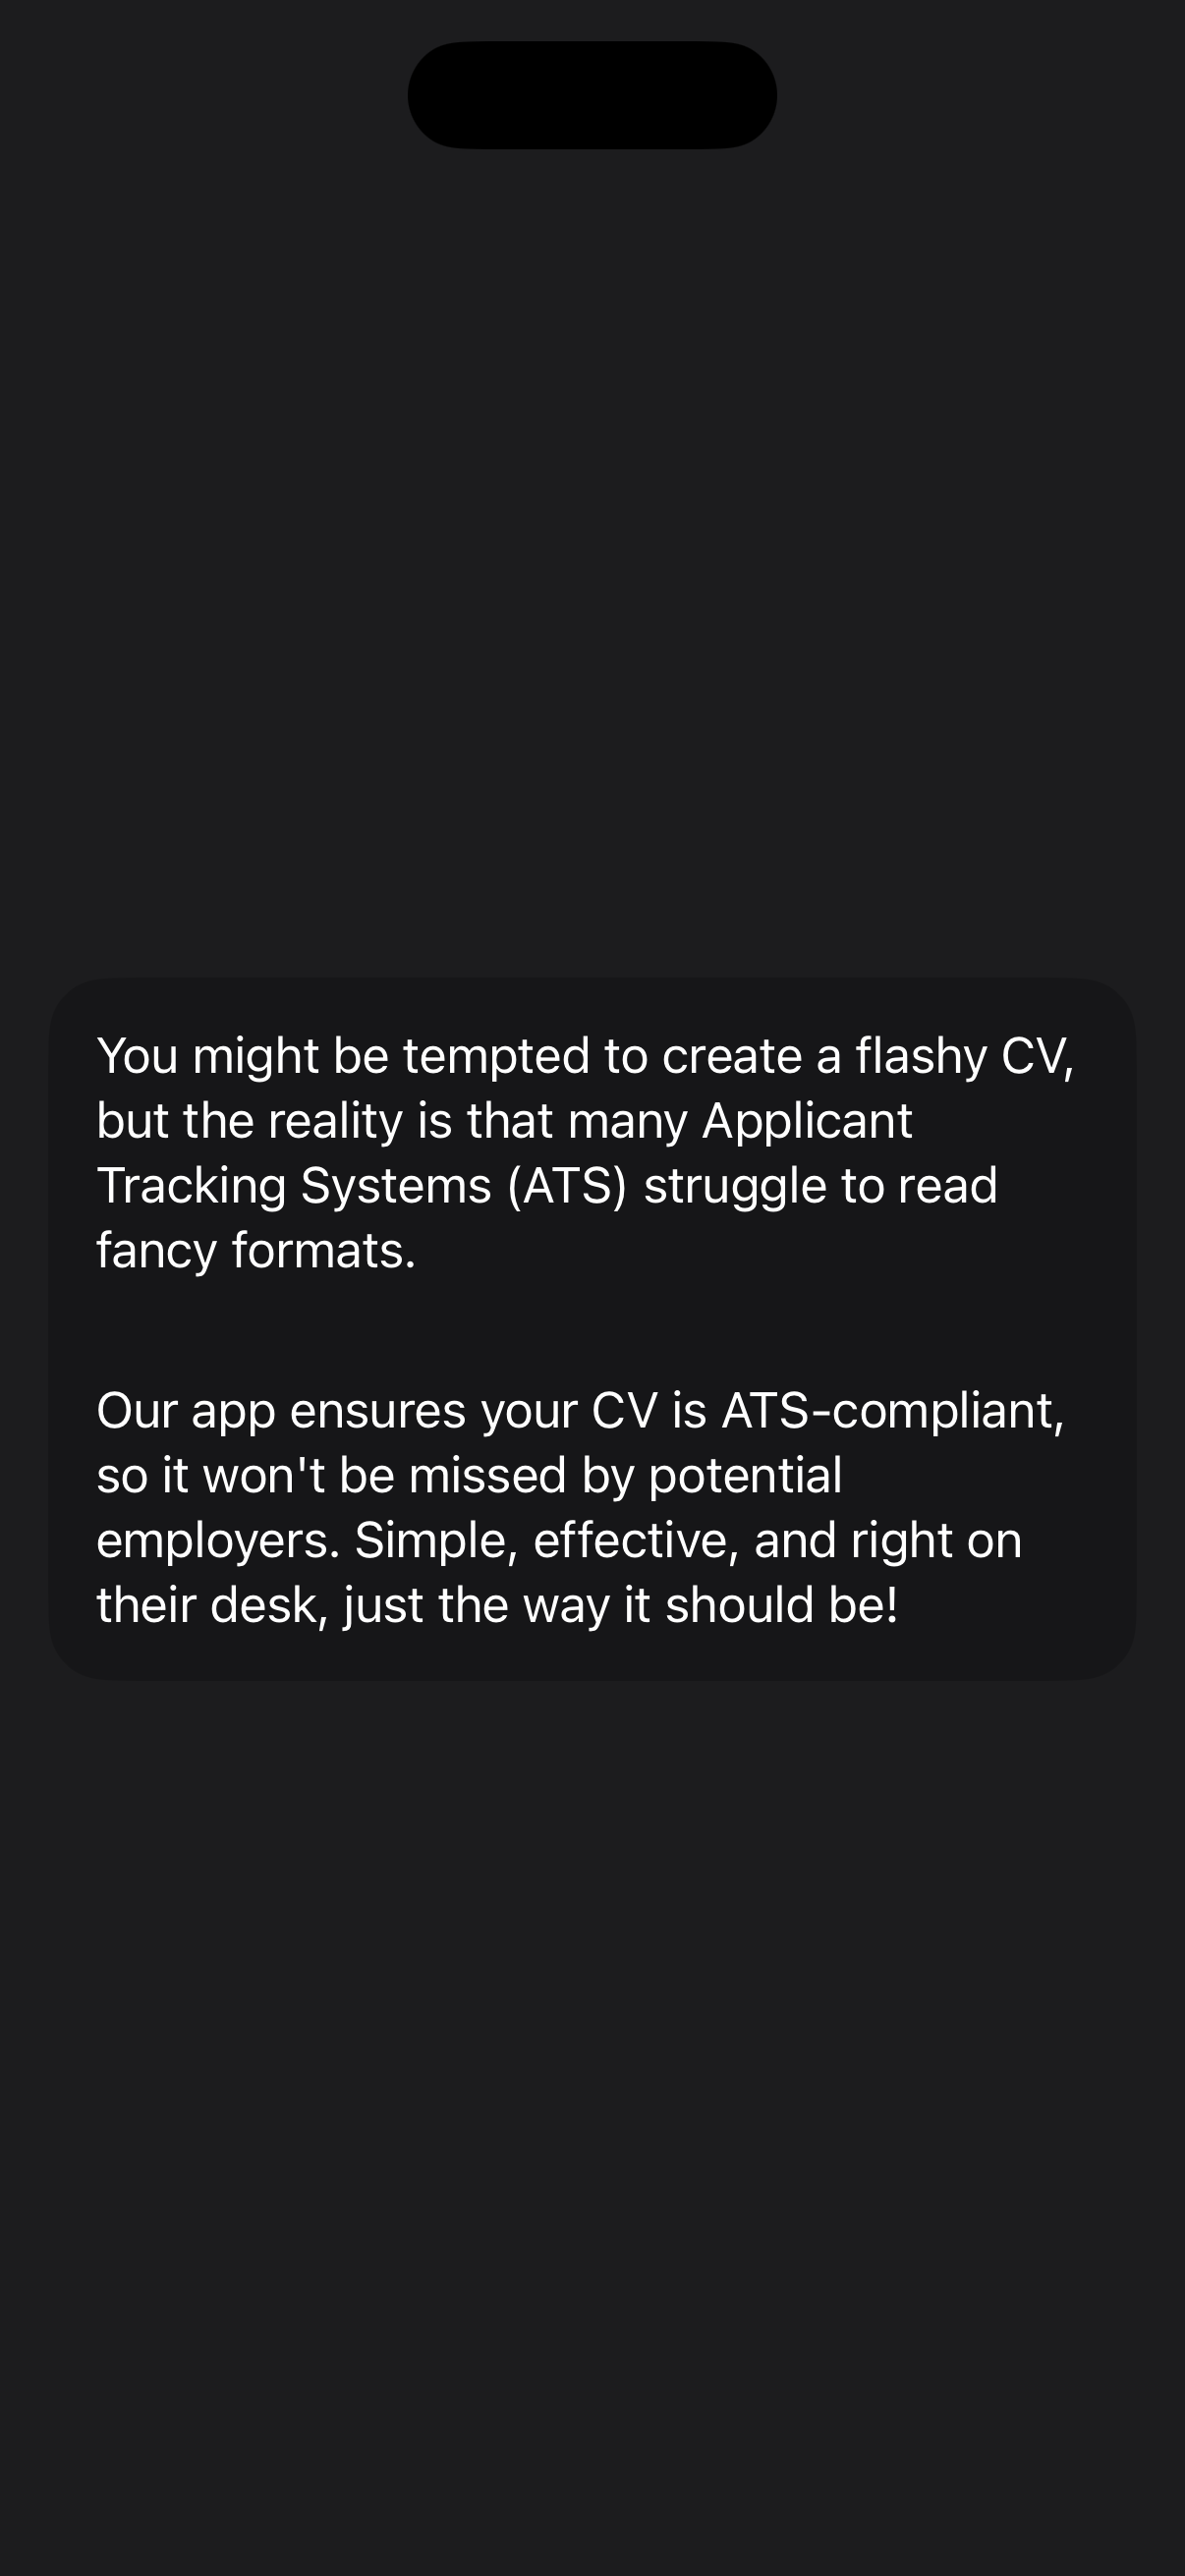 You might be tempted to create a flashy CV,
but the reality is that many Applicant
Tracking Systems (ATS) struggle to read
fancy formats.
Our app ensures your CV is ATS-compliant,
so it won't be missed by potential
employers. Simple, effective, and right on
their desk, just the way it should be!